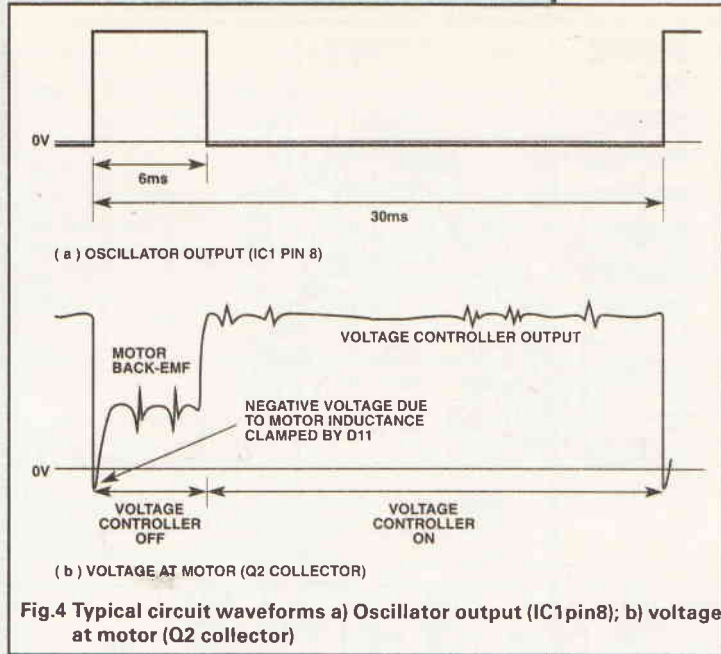 0V
6ms
30ms
( a ) OSCILLATOR OUTPUT (IC1 PIN 8)
VOLTAGE CONTROLLER OUTPUT
MOTOR
BACK-EMF
NEGATIVE VOLTAGE DUE
TO MOTOR INDUCTANCE
CLAMPED BY D11
0V
VOLTAGE
CONTROLLER
OFF
VOLTAGE
CONTROLLER
ON
( b ) VOLTAGE AT MOTOR (Q2 COLLECTOR)
Fig.4 Typical circuit waveforms a) Oscillator output (IC1pin8); b) voltage
at motor (Q2 collector)